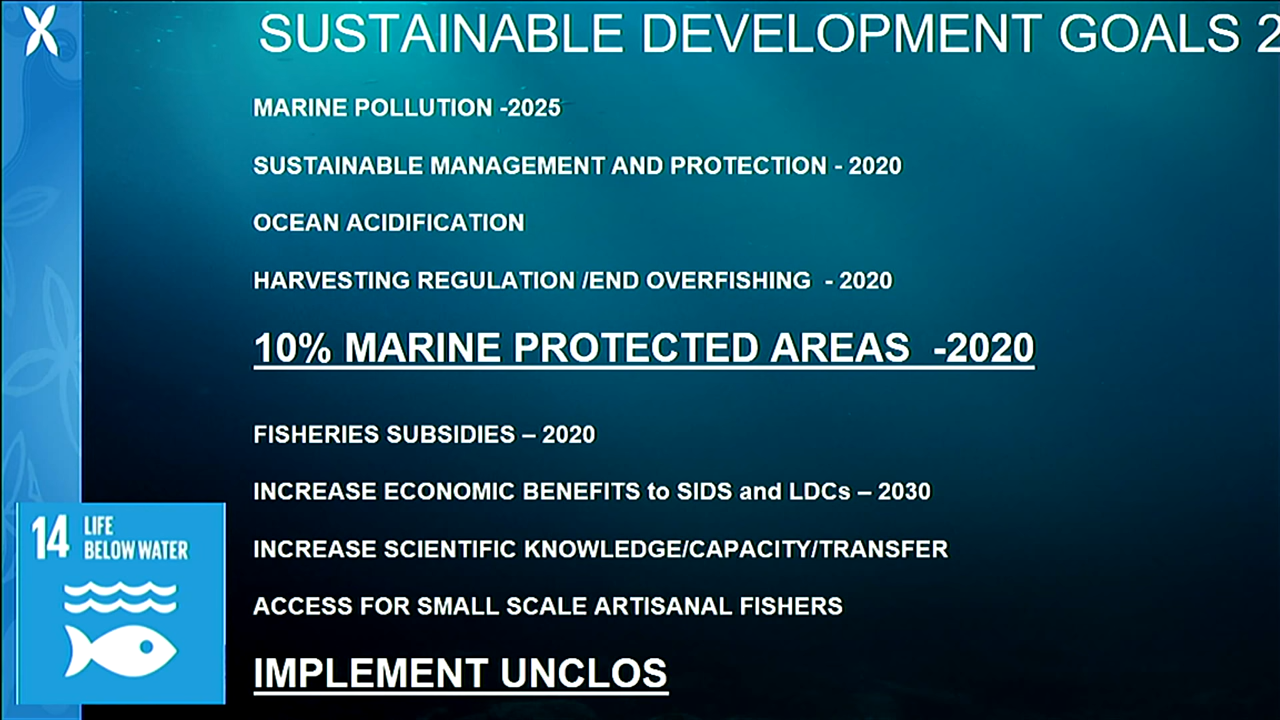 SUSTAINABLE DEVELOPMENT GOALS 2
MARINE POLLUTION -2025
SUSTAINABLE MANAGEMENT AND PROTECTION - 2020
OCEAN ACIDIFICATION
HARVESTING REGULATION /END OVERFISHING - 2020
10% MARINE PROTECTED AREAS -2020
FISHERIES SUBSIDIES – 2020
INCREASE ECONOMIC BENEFITS to SIDS and LDCs – 2030
INCREASE SCIENTIFIC KNOWLEDGE/CAPACITY/TRANSFER
ACCESS FOR SMALL SCALE ARTISANAL FISHERS
IMPLEMENT UNCLOS
14 LIFE
BELOW WATER